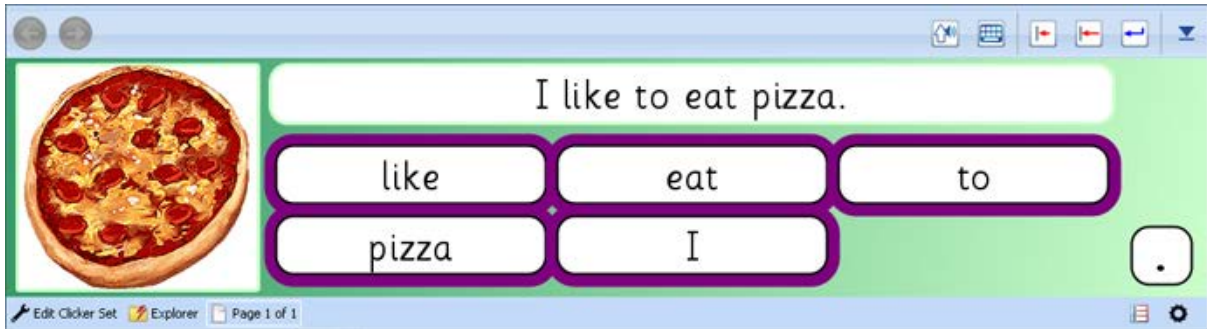 I like to eat pizza.
like eat to
pizza I
.
Edit Clicker Set Explorer Page 1 of 1